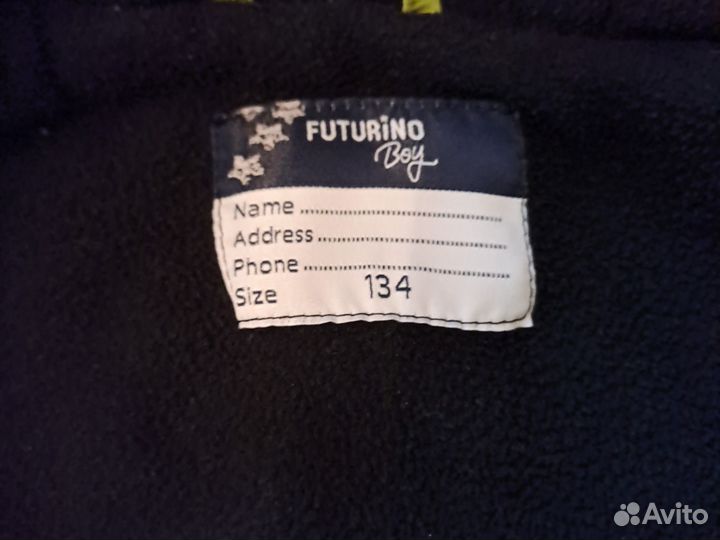 FUTURiNO
Boy
Name
Address
Phone
Size 134
Avito